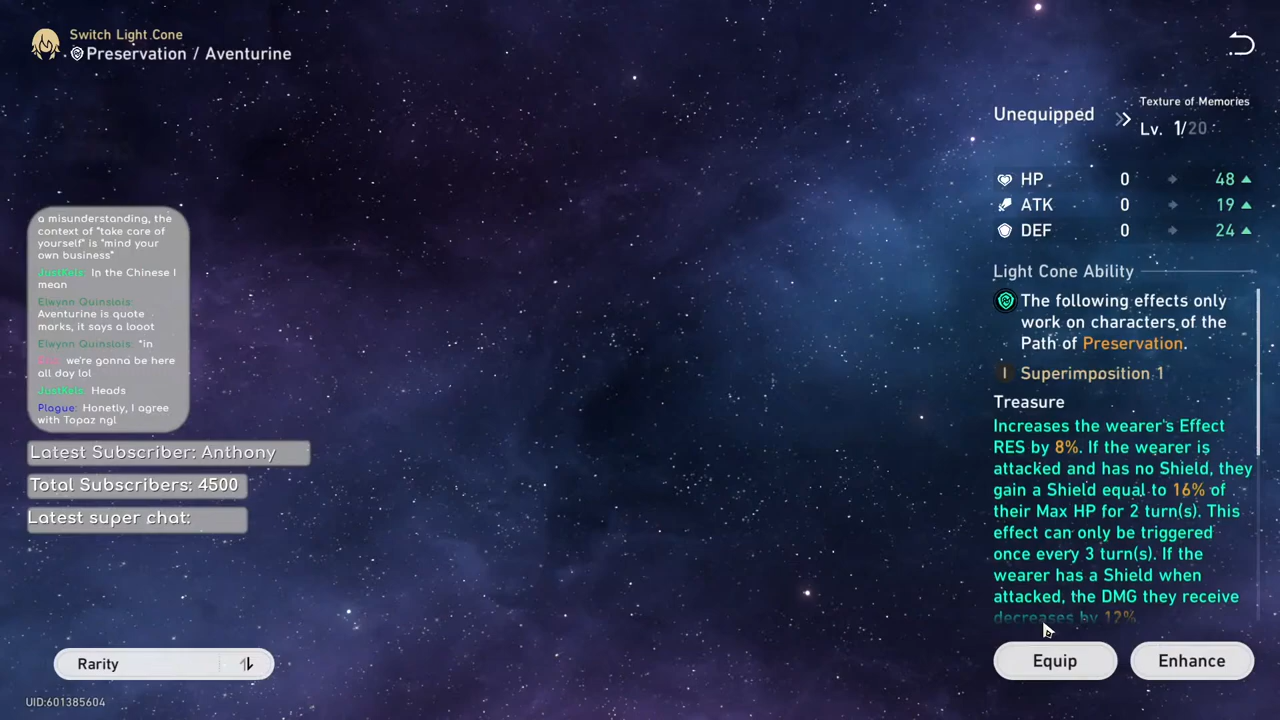 Switch Light Cone
Preservation / Aventurine
Unequipped
Texture of Memories
Lv. 1/20
HP 0 48
ATK 0 19
DEF 0 24
Light Cone Ability
The following effects only
work on characters of the
Path of Preservation.
I Superimposition 1
Treasure
Increases the wearer's Effect
RES by 8%. If the wearer is
attacked and has no Shield, they
gain a Shield equal to 16% of
their Max HP for 2 turn(s). This
effect can only be triggered
once every 3 turn(s). If the
wearer has a Shield when
attacked, the DMG they receive
decreases by 12%.
Equip
Enhance
a misunderstanding, the
context of "take care of
yourself" is "mind your
own business"
JustKels: In the Chinese I
mean
Elwynn Quinslois:
Aventurine is quote
marks, it says a looot
Elwynn Quinslois: *in
we're gonna be here
all day lol
JustKels: Heads
Plague: Honetly, I agree
with Topaz ngl
Latest Subscriber: Anthony
Total Subscribers: 4500
Latest super chat:
Rarity
UID:601385604